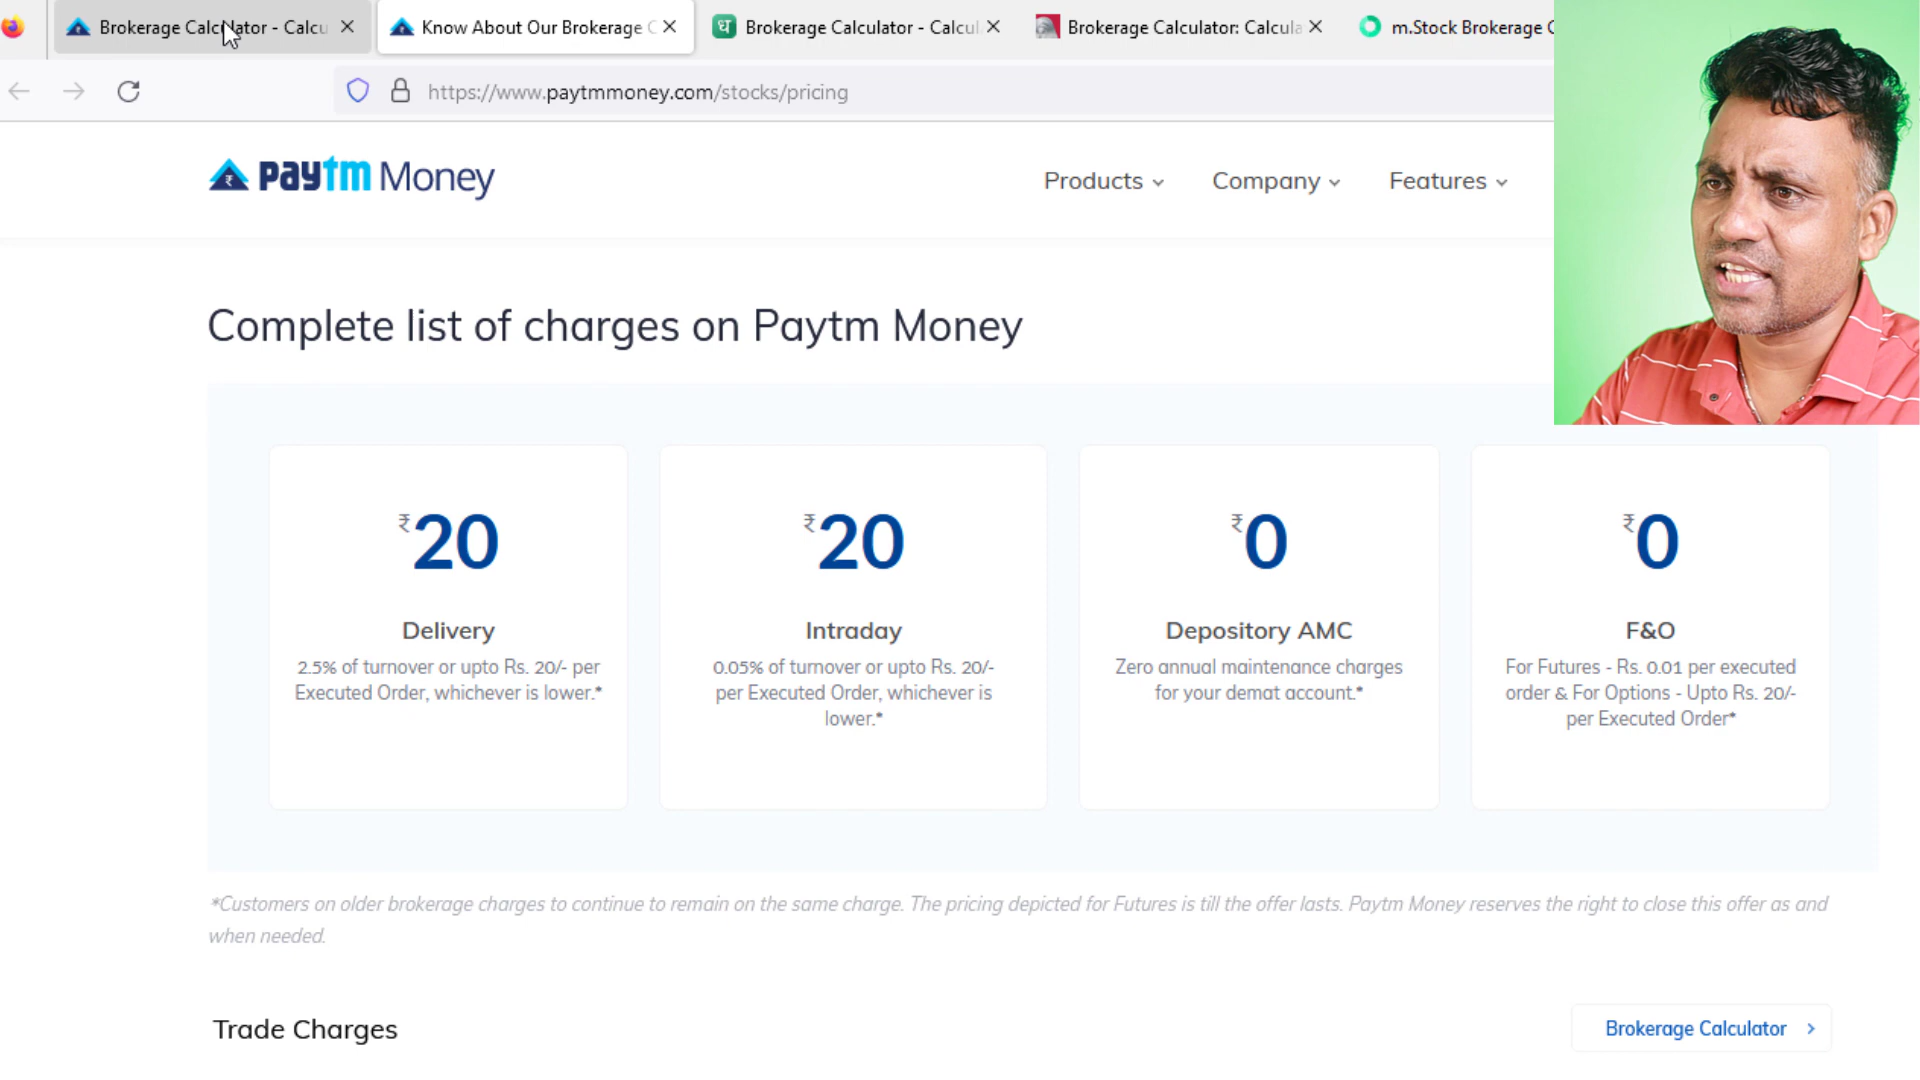 Brokerage Calculator - Calcu
Know About Our Brokerage C
ध Brokerage Calculator - Calcul
Brokerage Calculator: Calcula
m.Stock Brokerage C
https://www.paytmmoney.com/stocks/pricing
₹ paytm Money
Products
Company
Features
Complete list of charges on Paytm Money
₹20
Delivery
2.5% of turnover or upto Rs. 20/- per
Executed Order, whichever is lower.*
₹20
Intraday
0.05% of turnover or upto Rs. 20/-
per Executed Order, whichever is
lower.*
₹0
Depository AMC
Zero annual maintenance charges
for your demat account.*
₹0
F&O
For Futures - Rs. 0.01 per executed
order & For Options - Upto Rs. 20/-
per Executed Order*
*Customers on older brokerage charges to continue to remain on the same charge. The pricing depicted for Futures is till the offer lasts. Paytm Money reserves the right to close this offer as and
when needed.
Trade Charges
Brokerage Calculator